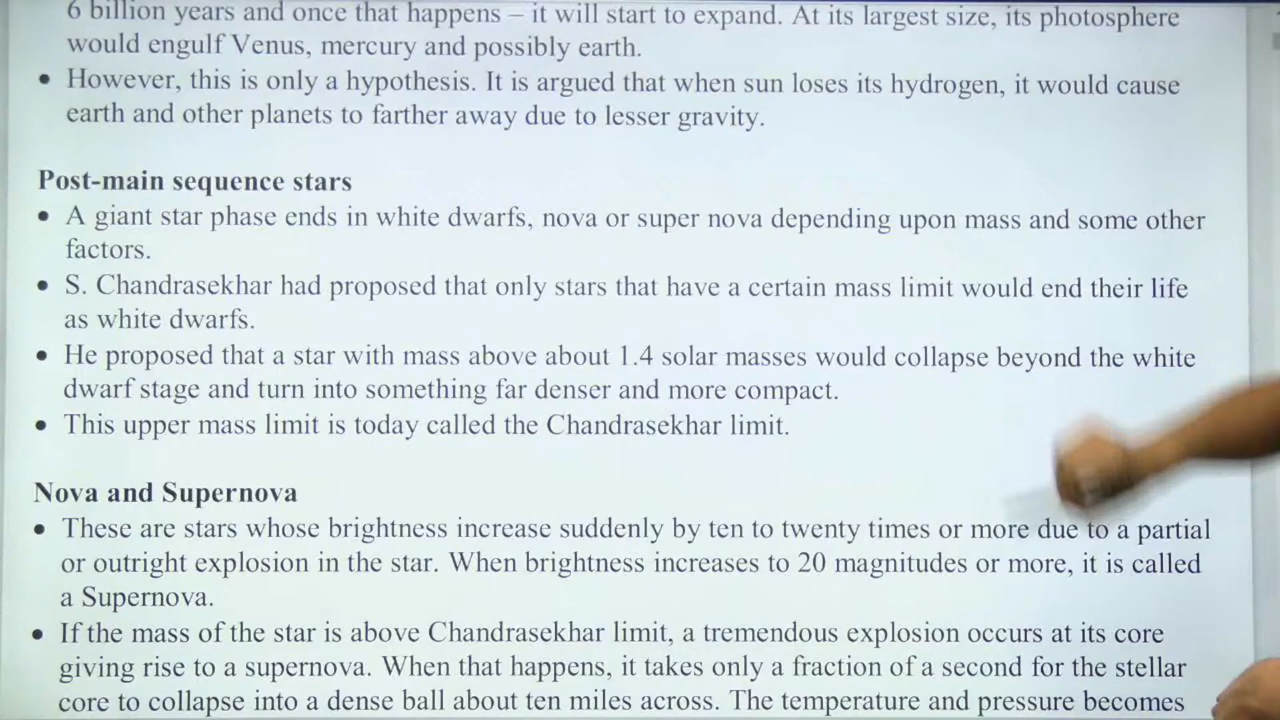 6 billion years and once that happens – it will start to expand. At its largest size, its photosphere
would engulf Venus, mercury and possibly earth.
• However, this is only a hypothesis. It is argued that when sun loses its hydrogen, it would cause
earth and other planets to farther away due to lesser gravity.
Post-main sequence stars
• A giant star phase ends in white dwarfs, nova or super nova depending upon mass and some other
factors.
• S. Chandrasekhar had proposed that only stars that have a certain mass limit would end their life
as white dwarfs.
• He proposed that a star with mass above about 1.4 solar masses would collapse beyond the white
dwarf stage and turn into something far denser and more compact.
• This upper mass limit is today called the Chandrasekhar limit.
Nova and Supernova
• These are stars whose brightness increase suddenly by ten to twenty times or more due to a partial
or outright explosion in the star. When brightness increases to 20 magnitudes or more, it is called
a Supernova.
• If the mass of the star is above Chandrasekhar limit, a tremendous explosion occurs at its core
giving rise to a supernova. When that happens, it takes only a fraction of a second for the stellar
core to collapse into a dense ball about ten miles across. The temperature and pressure becomes